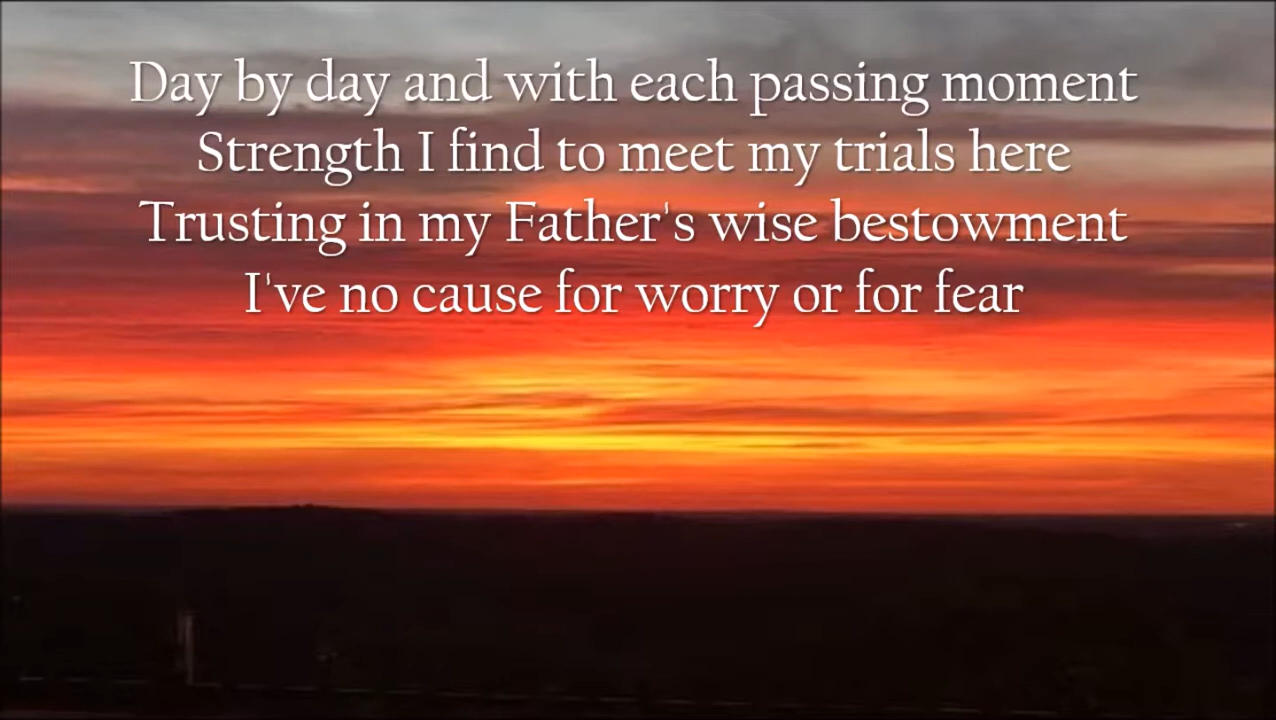 Day by day and with each passing moment
Strength I find to meet my trials here
Trusting in my Father's wise bestowment
I've no cause for worry or for fear